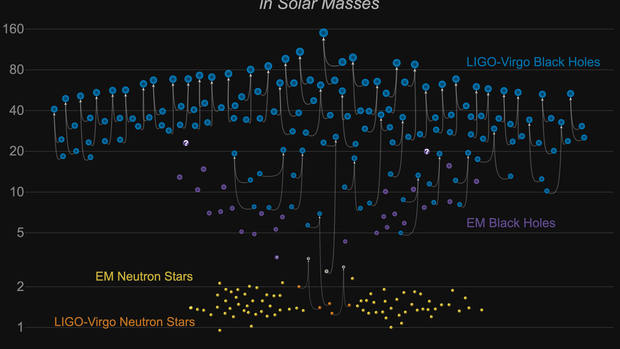 in Solar Masses
160
80
LIGO-Virgo Black Holes
40
20
10
5
EM Black Holes
EM Neutron Stars
2
LIGO-Virgo Neutron Stars
1
?
?